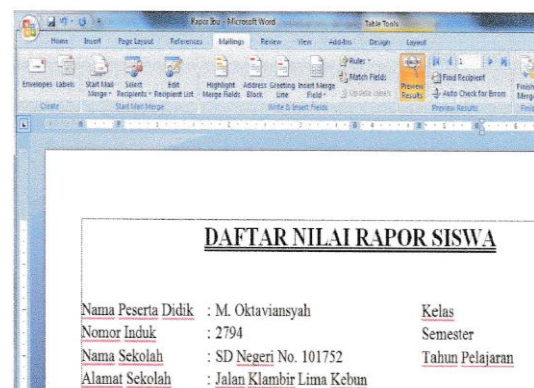 Rapor Ibu - Microsoft Word Table Tools
Home Insert Page Layout References Mailings Review View Add-Ins Design Layout
Envelopes Labels
Create
Start Mail Merge
Select Recipients
Edit Recipient List
Start Mail Merge
Highlight Merge Fields
Address Block
Greeting Line
Insert Merge Field
Rules
Match Fields
Update Labels
Write & Insert Fields
Preview Results
1
Find Recipient
Auto Check for Errors
Preview Results
Finish
DAFTAR NILAI RAPOR SISWA
Nama Peserta Didik : M. Oktaviansyah Kelas
Nomor Induk : 2794 Semester
Nama Sekolah : SD Negeri No. 101752 Tahun Pelajaran
Alamat Sekolah : Jalan Klambir Lima Kebun